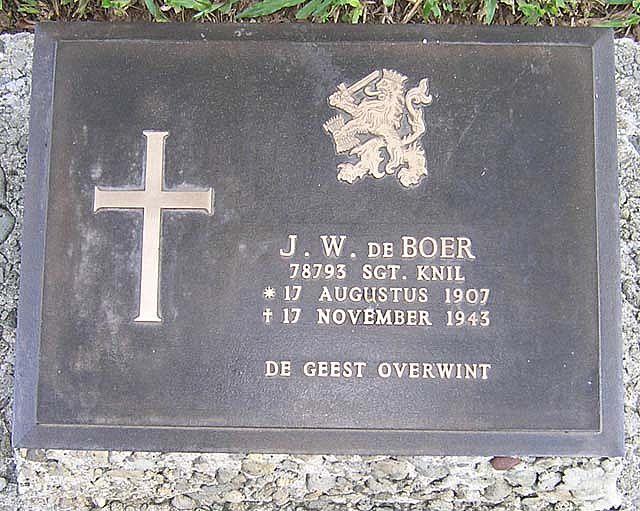 J. W. DE BOER
78793 SGT. KNIL
* 17 AUGUSTUS 1907
✝ 17 NOVEMBER 1943
DE GEEST OVERWINT